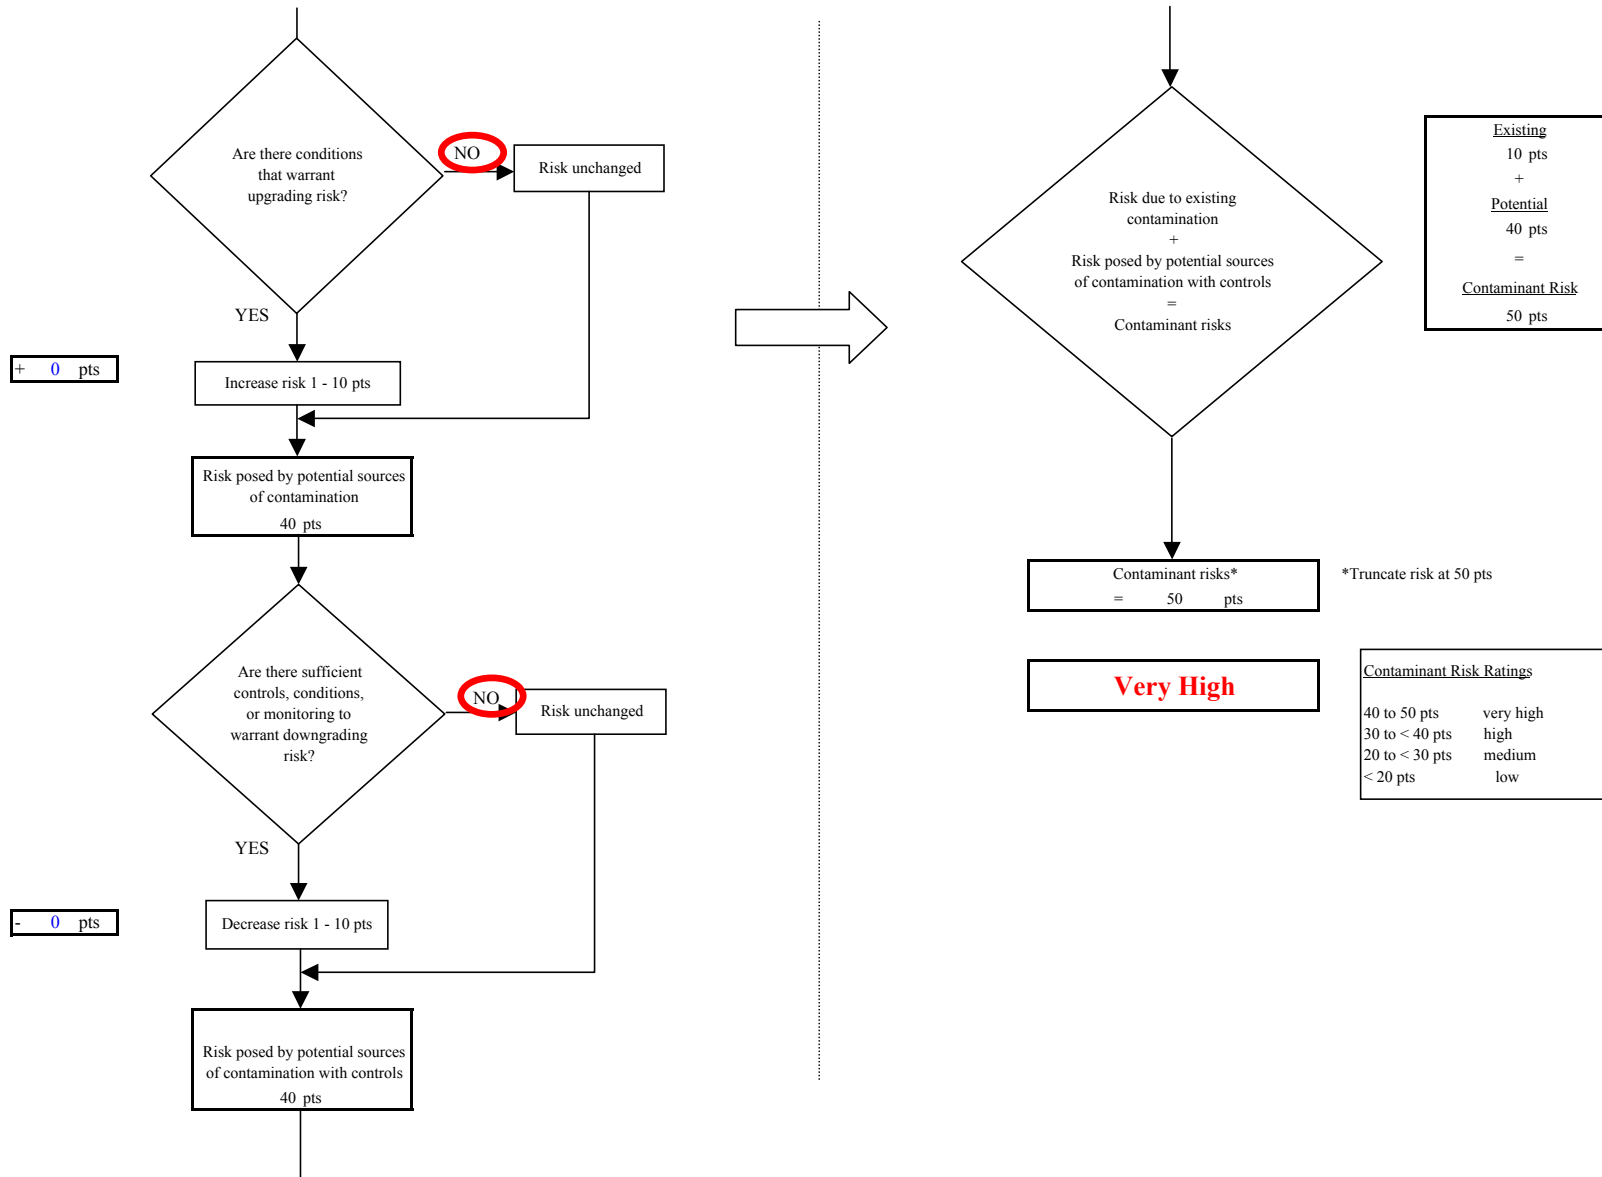 Are there conditions
that warrant
upgrading risk?
NO
Risk unchanged
YES
+ 0 pts
Increase risk 1 - 10 pts
Risk posed by potential sources
of contamination
40 pts
Are there sufficient
controls, conditions,
or monitoring to
warrant downgrading
risk?
NO
Risk unchanged
YES
- 0 pts
Decrease risk 1 - 10 pts
Risk posed by potential sources
of contamination with controls
40 pts
Risk due to existing
contamination
+
Risk posed by potential sources
of contamination with controls
=
Contaminant risks
Existing
10 pts
+
Potential
40 pts
=
Contaminant Risk
50 pts
Contaminant risks*
= 50 pts
*Truncate risk at 50 pts
Very High
Contaminant Risk Ratings
40 to 50 pts very high
30 to < 40 pts high
20 to < 30 pts medium
< 20 pts low